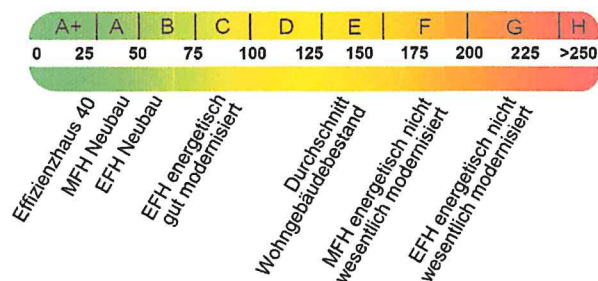 A+ A B C D E F G H
0 25 50 75 100 125 150 175 200 225 >250
Effizienzhaus 40
MFH Neubau
EFH Neubau
EFH energetisch
gut modernisiert
Durchschnitt
Wohngebäudebestand
MFH energetisch nicht
wesentlich modernisiert
EFH energetisch nicht
wesentlich modernisiert